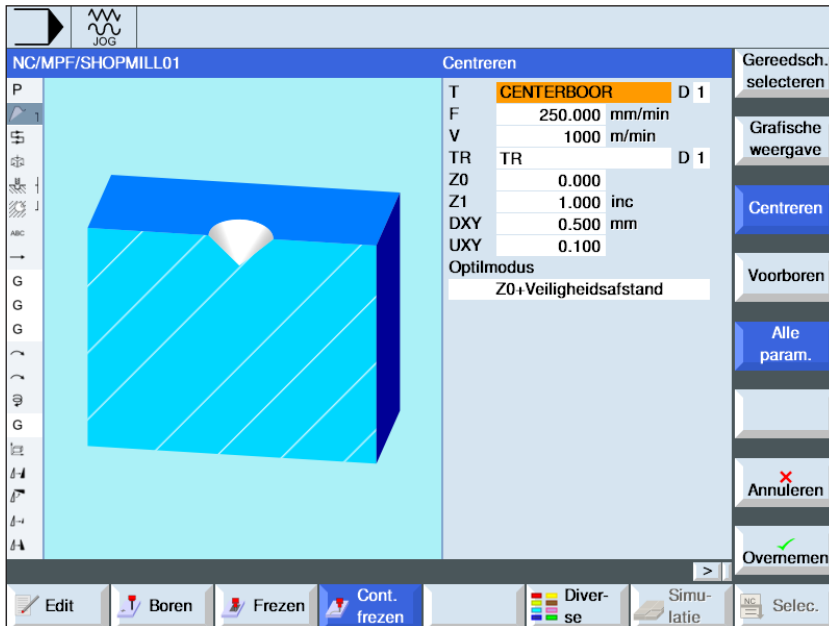 JOG
NC/MPF/SHOPMILL01
Centreren
P
1
ABC
G
G
G
G
T CENTERBOOR D 1
F 250.000 mm/min
V 1000 m/min
TR TR D 1
Z0 0.000
Z1 1.000 inc
DXY 0.500 mm
UXY 0.100
Optilmodus
Z0+Veiligheidsafstand
>
Gereedsch.
selecteren
Grafische
weergave
Centreren
Voorboren
Alle
param.
Annuleren
Overnemen
Edit
Boren
Frezen
Cont.
frezen
Diver-
se
Simu-
latie
NC
Selec.